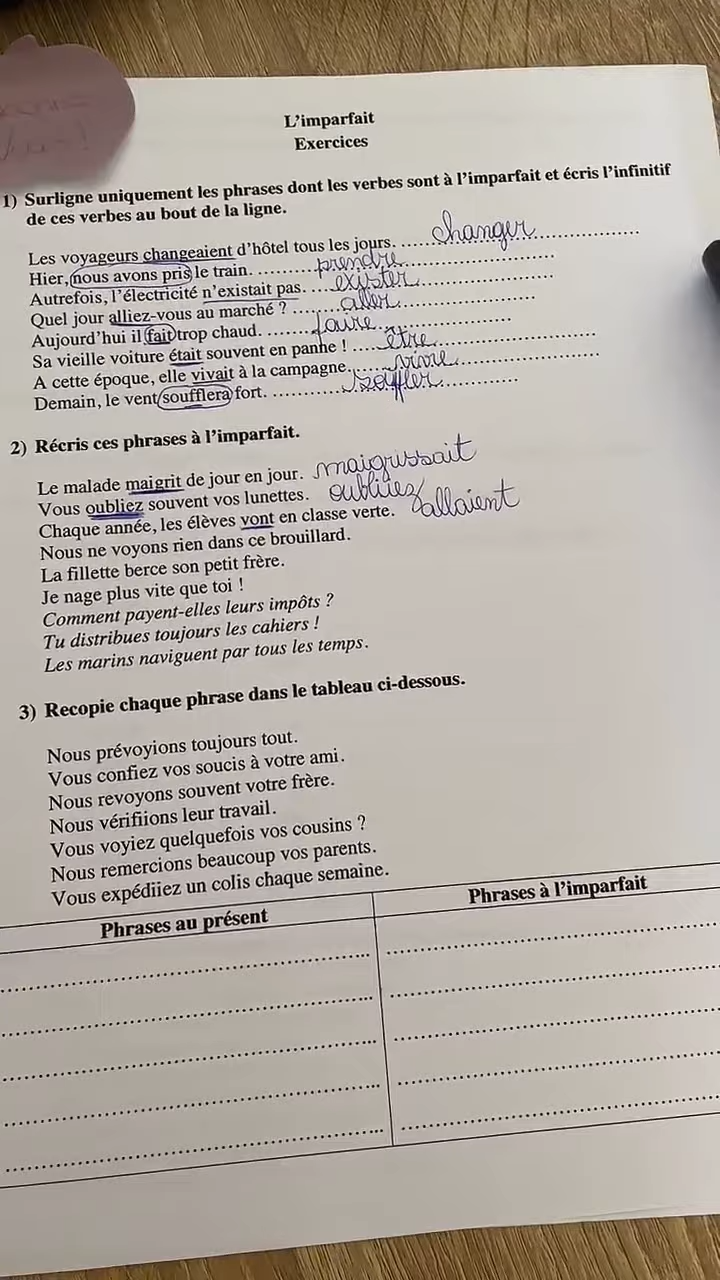 L'imparfait
Exercices
1) Surligne uniquement les phrases dont les verbes sont à l'imparfait et écris l'infinitif
de ces verbes au bout de la ligne.
Les voyageurs changeaient d'hôtel tous les jours. changer
Hier, nous avons pris le train. prendre
Autrefois, l'électricité n'existait pas. exister
Quel jour alliez-vous au marché ? aller
Aujourd'hui il fait trop chaud. faire
Sa vieille voiture était souvent en panne ! être
A cette époque, elle vivait à la campagne. vivre
Demain, le vent soufflera fort. souffler
2) Récris ces phrases à l'imparfait.
Le malade maigrit de jour en jour. maigrissait
Vous oubliez souvent vos lunettes. oubliiez
Chaque année, les élèves vont en classe verte. allaient
Nous ne voyons rien dans ce brouillard.
La fillette berce son petit frère.
Je nage plus vite que toi !
Comment payent-elles leurs impôts ?
Tu distribues toujours les cahiers !
Les marins naviguent par tous les temps.
3) Recopie chaque phrase dans le tableau ci-dessous.
Nous prévoyions toujours tout.
Vous confiez vos soucis à votre ami.
Nous revoyons souvent votre frère.
Nous vérifiions leur travail.
Vous voyiez quelquefois vos cousins ?
Nous remercions beaucoup vos parents.
Vous expédiiez un colis chaque semaine.
Phrases au présent
Phrases à l'imparfait